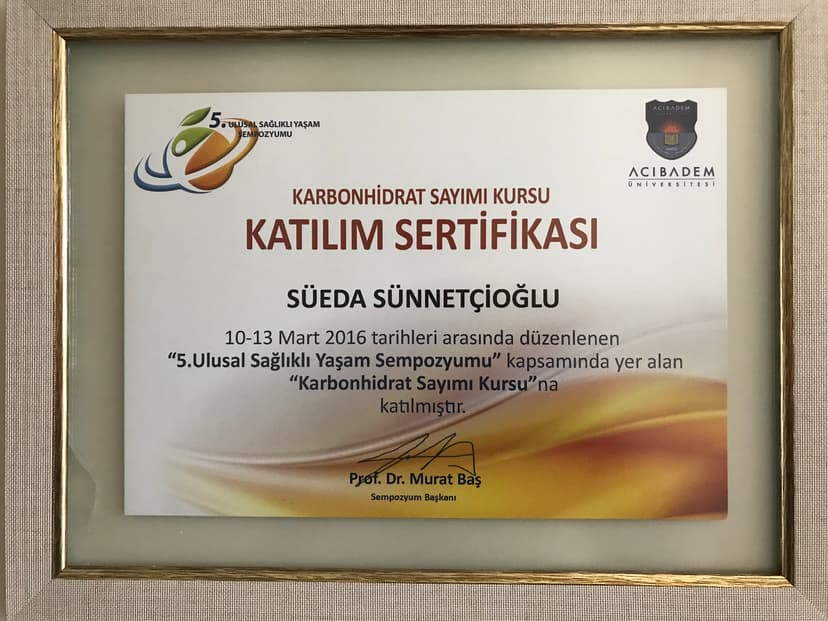 5. ULUSAL SAĞLIKLI YAŞAM
SEMPOZYUMU
ACIBADEM
ACIBADEM
ÜNİVERSİTESİ
KARBONHİDRAT SAYIMI KURSU
KATILIM SERTİFİKASI
SÜEDA SÜNNETÇİOĞLU
10-13 Mart 2016 tarihleri arasında düzenlenen
“5.Ulusal Sağlıklı Yaşam Sempozyumu” kapsamında yer alan
“Karbonhidrat Sayımı Kursu”na
katılmıştır.
Prof. Dr. Murat Baş
Sempozyum Başkanı